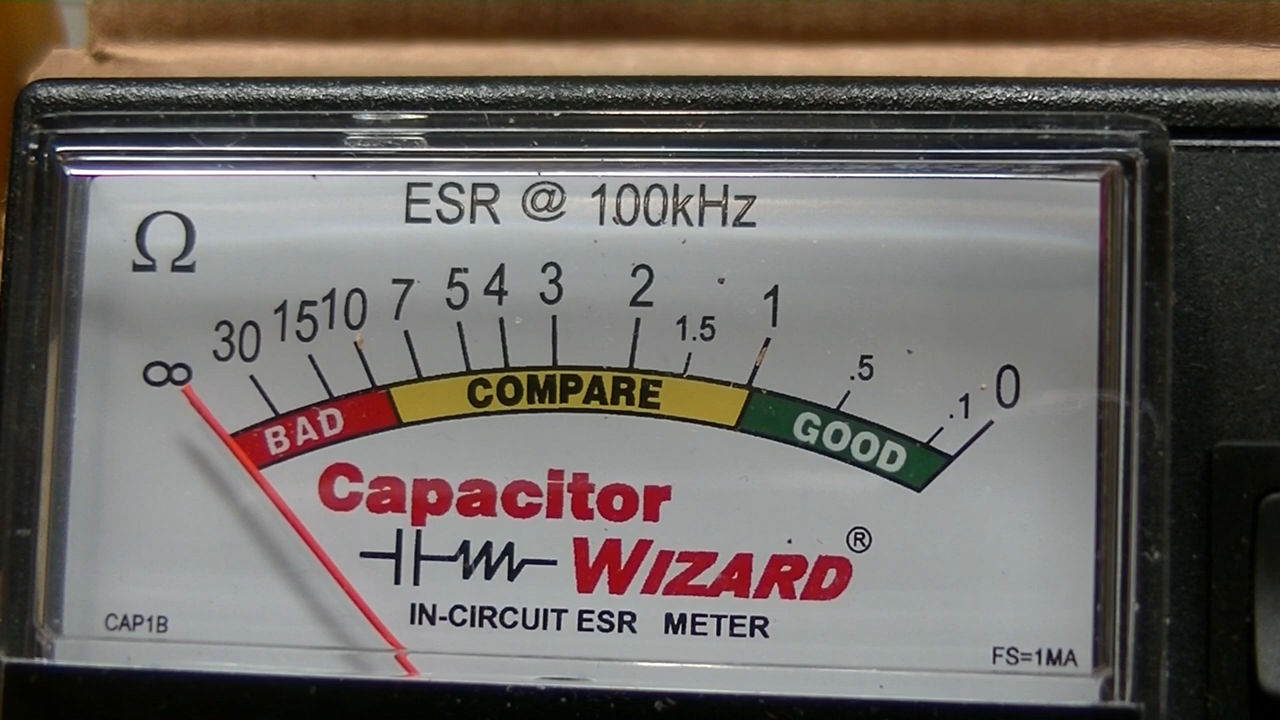 ESR @ 100kHz
Ω
∞ 30 15 10 7 5 4 3 2 1.5 1 .5 .1 0
BAD COMPARE GOOD
Capacitor
WIZARD®
IN-CIRCUIT ESR METER
CAP1B
FS=1MA